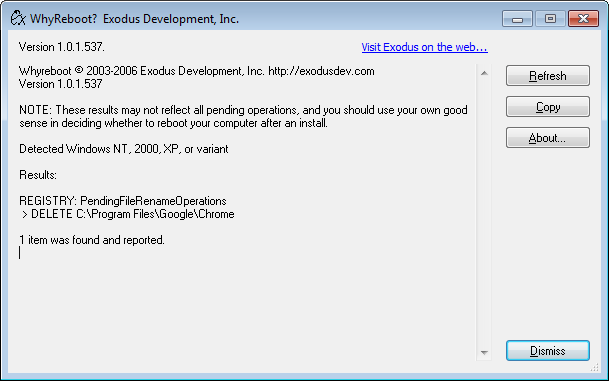 WhyReboot? Exodus Development, Inc.
Version 1.0.1.537.
Visit Exodus on the web...
Whyreboot © 2003-2006 Exodus Development, Inc. http://exodusdev.com
Version 1.0.1.537
NOTE: These results may not reflect all pending operations, and you should use your own good
sense in deciding whether to reboot your computer after an install.
Detected Windows NT, 2000, XP, or variant
Results:
REGISTRY: PendingFileRenameOperations
> DELETE C:\Program Files\Google\Chrome
1 item was found and reported.
Refresh
Copy
About...
Dismiss